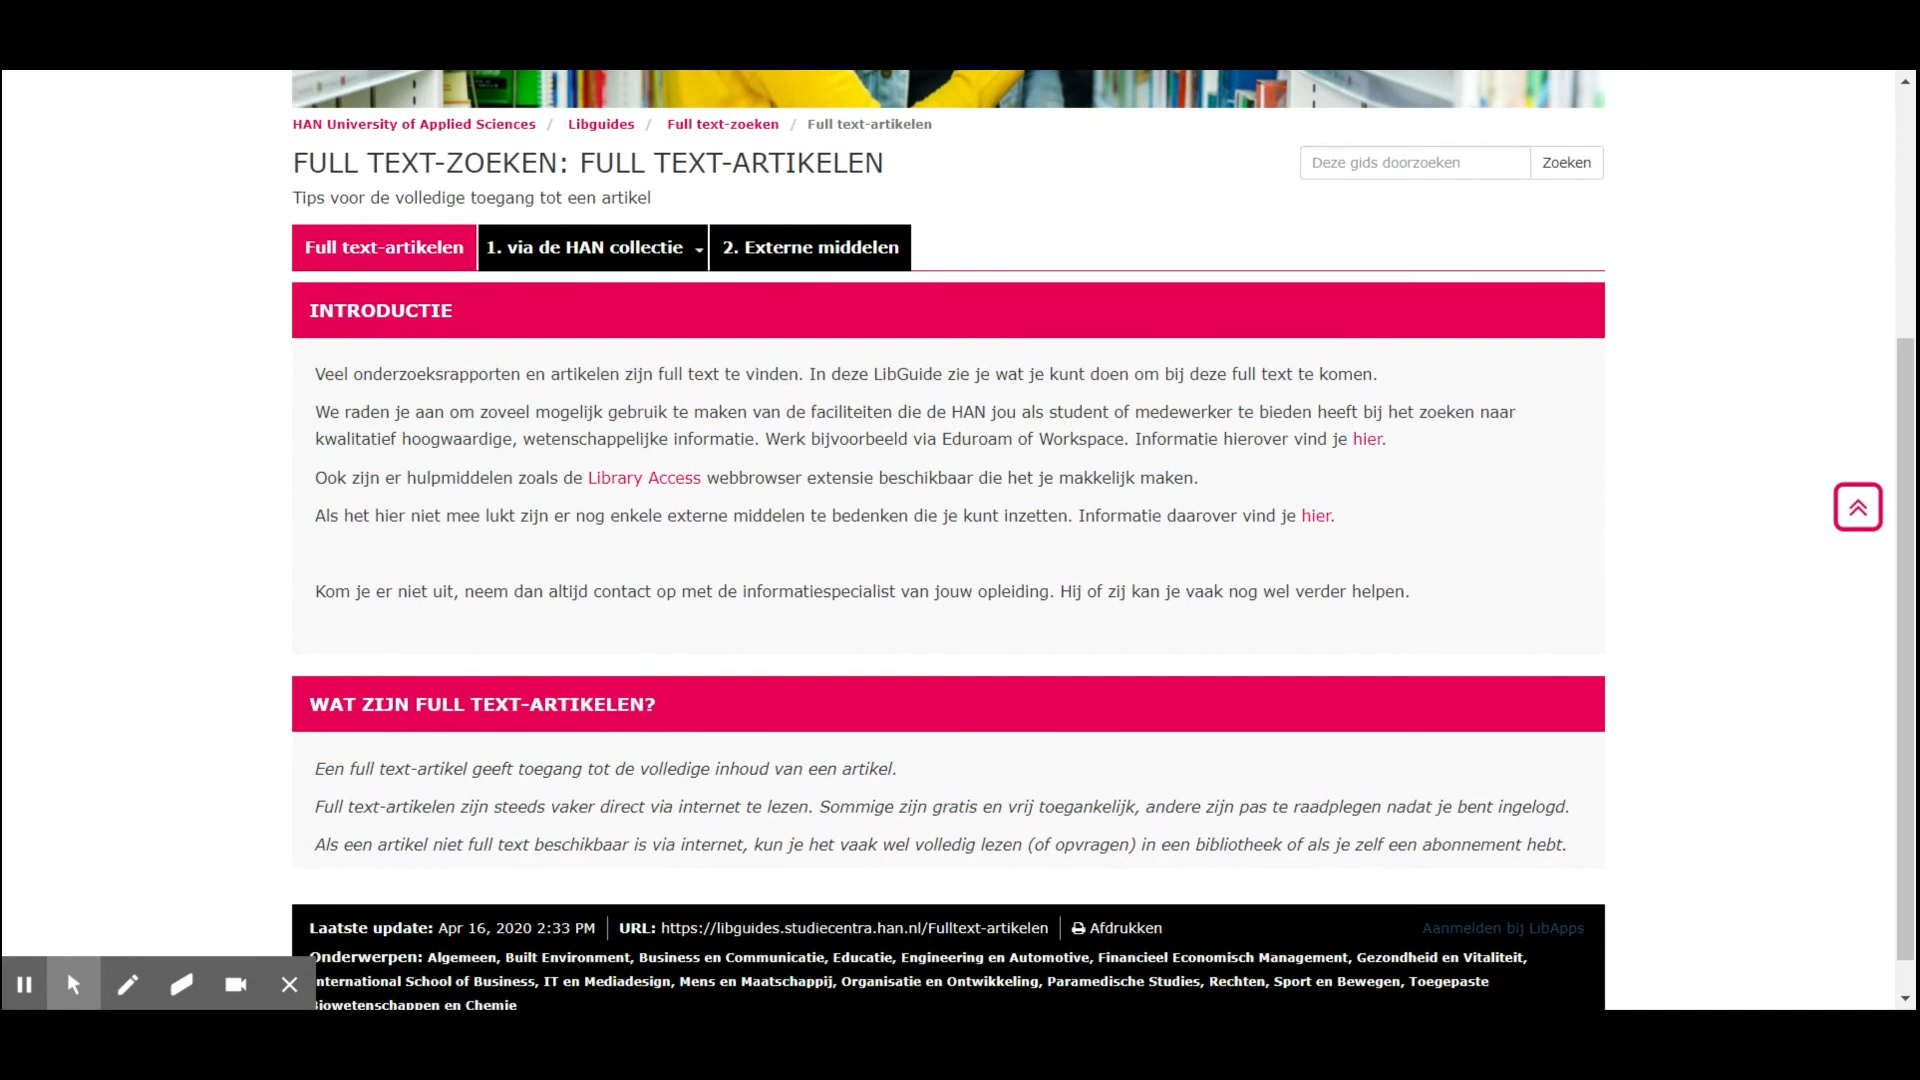 HAN University of Applied Sciences / Libguides / Full text-zoeken / Full text-artikelen
FULL TEXT-ZOEKEN: FULL TEXT-ARTIKELEN
Deze gids doorzoeken Zoeken
Tips voor de volledige toegang tot een artikel
Full text-artikelen 1. via de HAN collectie 2. Externe middelen
INTRODUCTIE
Veel onderzoeksrapporten en artikelen zijn full text te vinden. In deze LibGuide zie je wat je kunt doen om bij deze full text te komen.
We raden je aan om zoveel mogelijk gebruik te maken van de faciliteiten die de HAN jou als student of medewerker te bieden heeft bij het zoeken naar
kwalitatief hoogwaardige, wetenschappelijke informatie. Werk bijvoorbeeld via Eduroam of Workspace. Informatie hierover vind je hier.
Ook zijn er hulpmiddelen zoals de Library Access webbrowser extensie beschikbaar die het je makkelijk maken.
Als het hier niet mee lukt zijn er nog enkele externe middelen te bedenken die je kunt inzetten. Informatie daarover vind je hier.
Kom je er niet uit, neem dan altijd contact op met de informatiespecialist van jouw opleiding. Hij of zij kan je vaak nog wel verder helpen.
WAT ZIJN FULL TEXT-ARTIKELEN?
Een full text-artikel geeft toegang tot de volledige inhoud van een artikel.
Full text-artikelen zijn steeds vaker direct via internet te lezen. Sommige zijn gratis en vrij toegankelijk, andere zijn pas te raadplegen nadat je bent ingelogd.
Als een artikel niet full text beschikbaar is via internet, kun je het vaak wel volledig lezen (of opvragen) in een bibliotheek of als je zelf een abonnement hebt.
Laatste update: Apr 16, 2020 2:33 PM URL: https://libguides.studiecentra.han.nl/Fulltext-artikelen Afdrukken Aanmelden bij LibApps
Onderwerpen: Algemeen, Built Environment, Business en Communicatie, Educatie, Engineering en Automotive, Financieel Economisch Management, Gezondheid en Vitaliteit,
International School of Business, IT en Mediadesign, Mens en Maatschappij, Organisatie en Ontwikkeling, Paramedische Studies, Rechten, Sport en Bewegen, Toegepaste
Biowetenschappen en Chemie